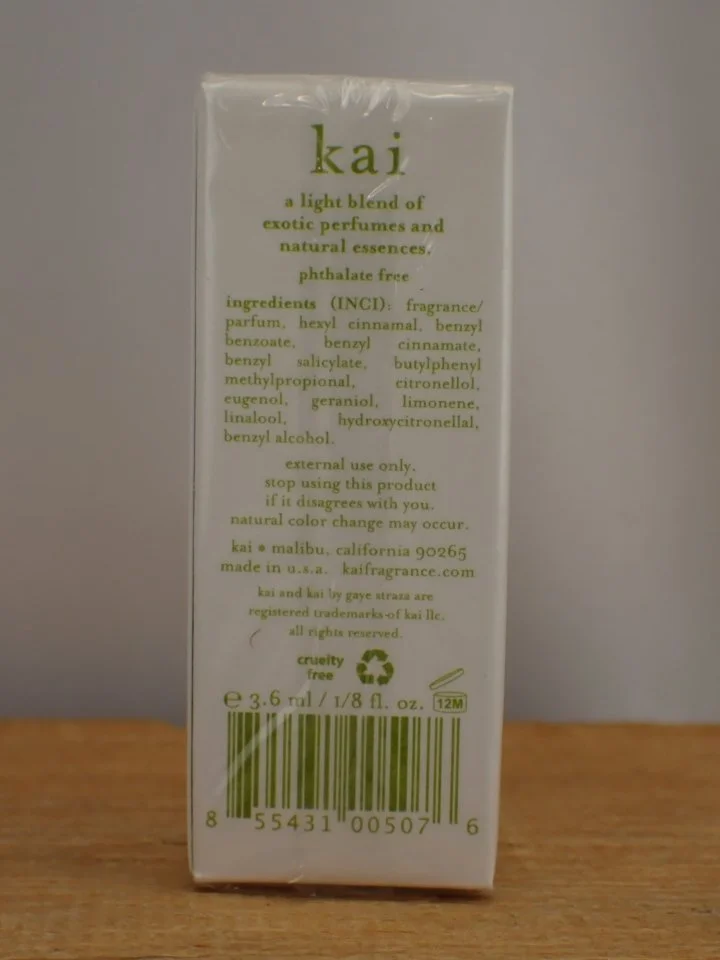 kai
a light blend of
exotic perfumes and
natural essences.
phthalate free
ingredients (INCI): fragrance/
parfum, hexyl cinnamal, benzyl
benzoate, benzyl cinnamate,
benzyl salicylate, butylphenyl
methylpropional, citronellol,
eugenol, geraniol, limonene,
linalool, hydroxycitronellal,
benzyl alcohol.
external use only.
stop using this product
if it disagrees with you.
natural color change may occur.
kai • malibu, california 90265
made in u.s.a. kaifragrance.com
kai and kai by gaye straza are
registered trademarks of kai llc.
all rights reserved.
cruelty
free
℮ 3.6 ml / 1/8 fl. oz. 12M
8 55431 00507 6